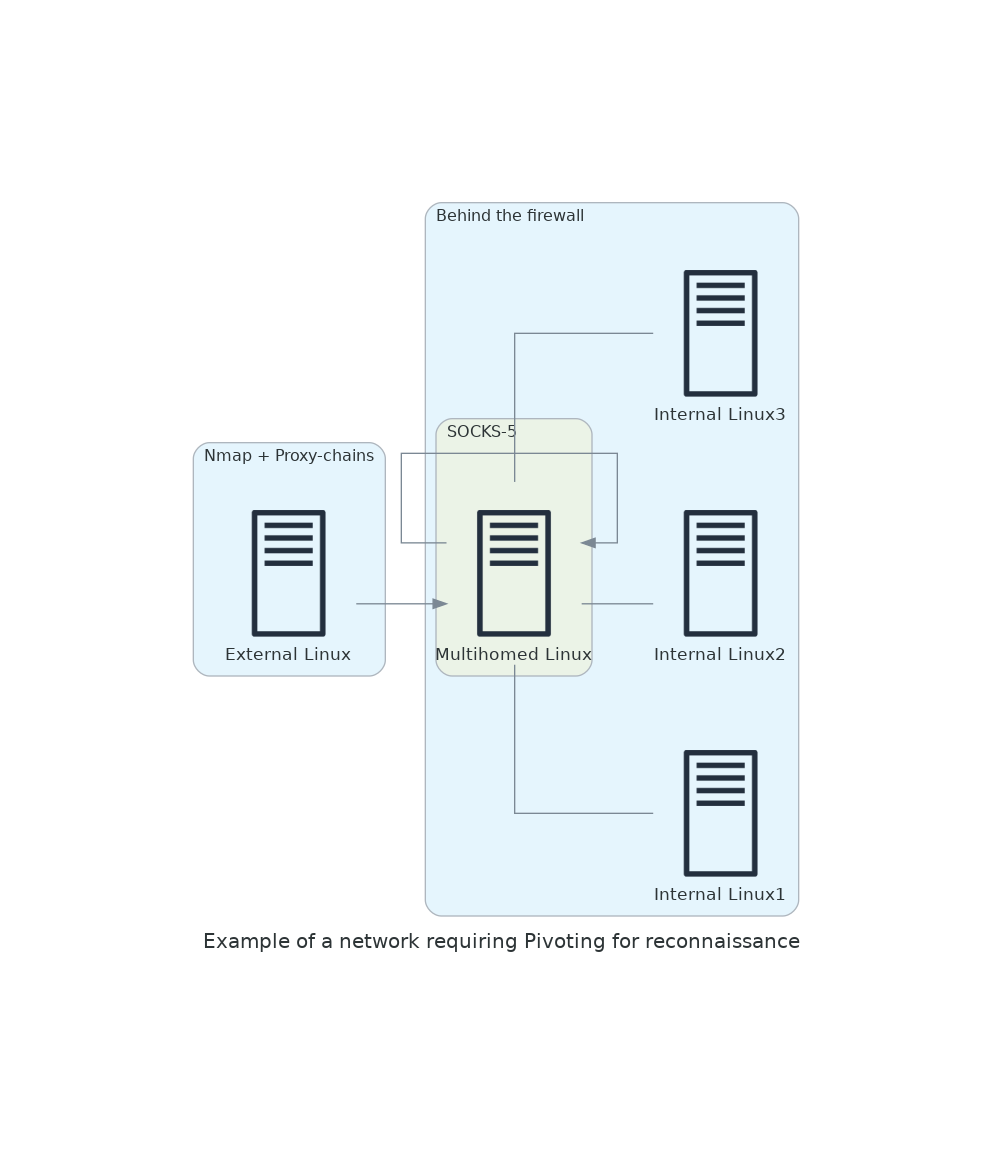 Behind the firewall
Internal Linux3
SOCKS-5
Nmap + Proxy-chains
External Linux
Multihomed Linux
Internal Linux2
Internal Linux1
Example of a network requiring Pivoting for reconnaissance